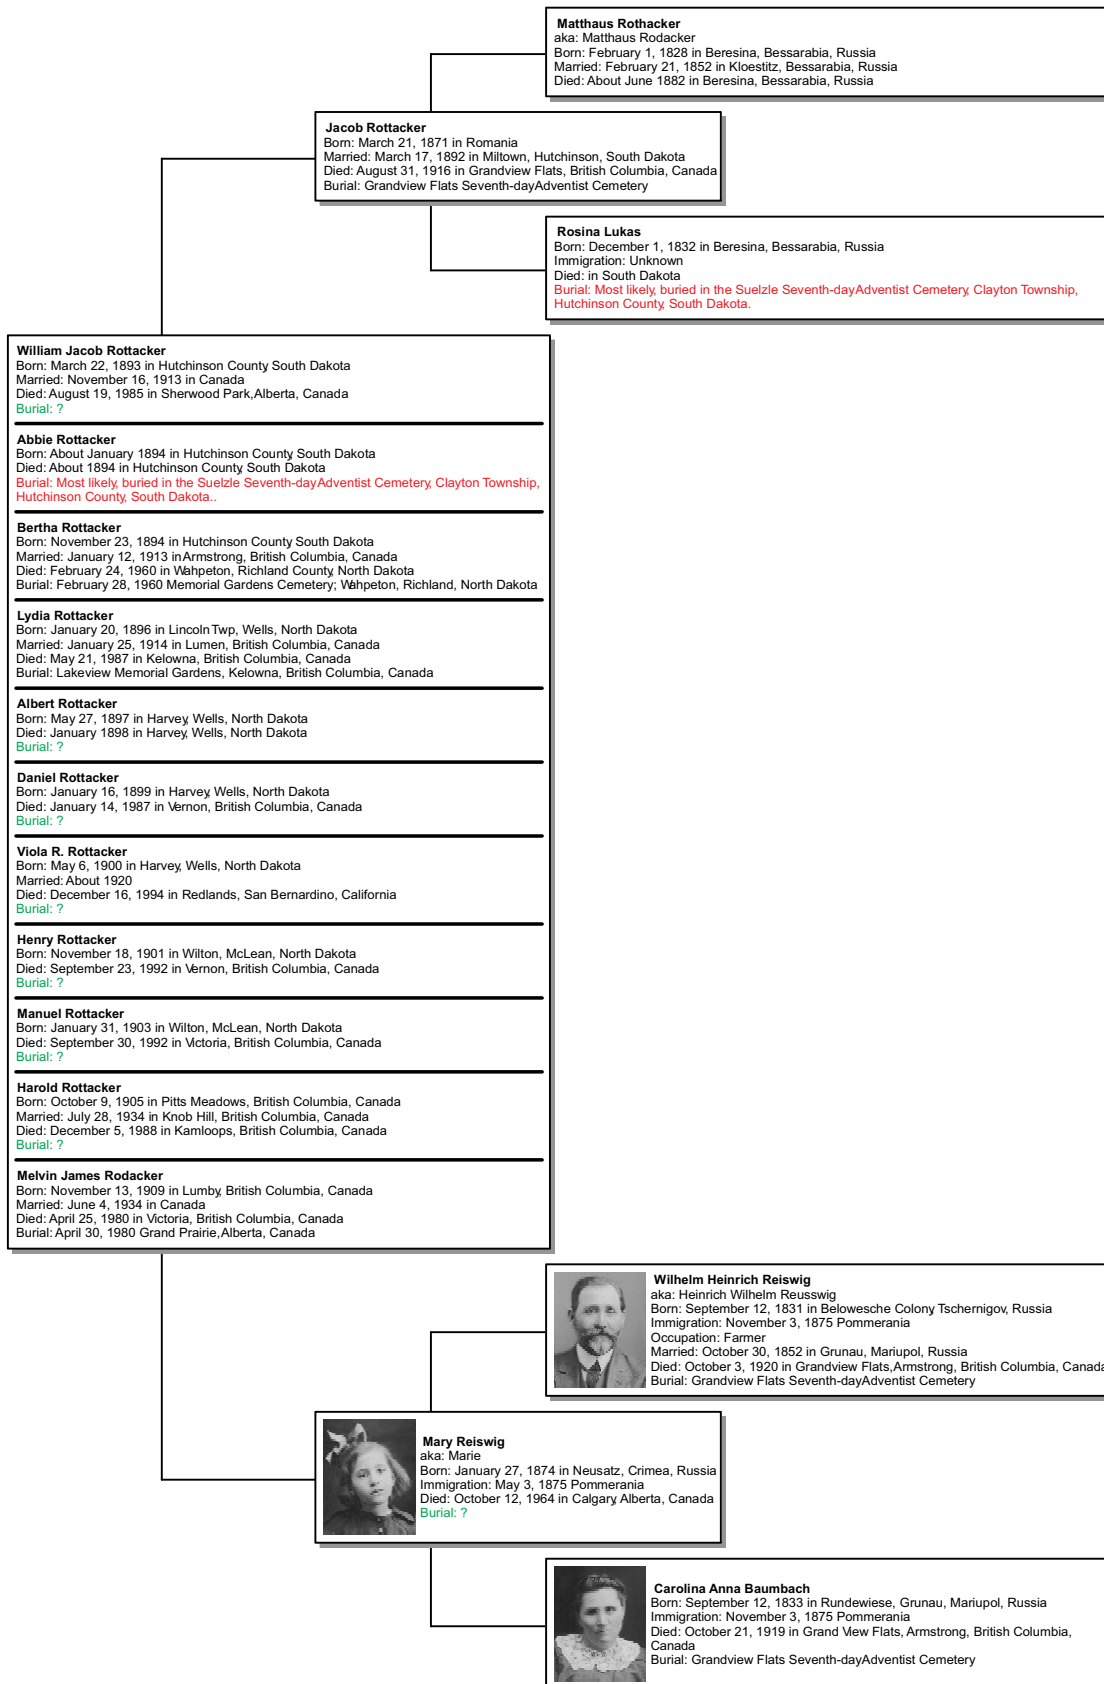 Matthaus Rothacker
aka: Matthaus Rodacker
Born: February 1, 1828 in Beresina, Bessarabia, Russia
Married: February 21, 1852 in Kloestitz, Bessarabia, Russia
Died: About June 1882 in Beresina, Bessarabia, Russia
Jacob Rottacker
Born: March 21, 1871 in Romania
Married: March 17, 1892 in Miltown, Hutchinson, South Dakota
Died: August 31, 1916 in Grandview Flats, British Columbia, Canada
Burial: Grandview Flats Seventh-day Adventist Cemetery
Rosina Lukas
Born: December 1, 1832 in Beresina, Bessarabia, Russia
Immigration: Unknown
Died: in South Dakota
Burial: Most likely, buried in the Suelzle Seventh-day Adventist Cemetery, Clayton Township,
Hutchinson County, South Dakota.
William Jacob Rottacker
Born: March 22, 1893 in Hutchinson County, South Dakota
Married: November 16, 1913 in Canada
Died: August 19, 1985 in Sherwood Park, Alberta, Canada
Burial: ?
Abbie Rottacker
Born: About January 1894 in Hutchinson County, South Dakota
Died: About 1894 in Hutchinson County, South Dakota
Burial: Most likely, buried in the Suelzle Seventh-day Adventist Cemetery, Clayton Township,
Hutchinson County, South Dakota..
Bertha Rottacker
Born: November 23, 1894 in Hutchinson County, South Dakota
Married: January 12, 1913 in Armstrong, British Columbia, Canada
Died: February 24, 1960 in Wahpeton, Richland County, North Dakota
Burial: February 28, 1960 Memorial Gardens Cemetery; Wahpeton, Richland, North Dakota
Lydia Rottacker
Born: January 20, 1896 in Lincoln Twp, Wells, North Dakota
Married: January 25, 1914 in Lumen, British Columbia, Canada
Died: May 21, 1987 in Kelowna, British Columbia, Canada
Burial: Lakeview Memorial Gardens, Kelowna, British Columbia, Canada
Albert Rottacker
Born: May 27, 1897 in Harvey, Wells, North Dakota
Died: January 1898 in Harvey, Wells, North Dakota
Burial: ?
Daniel Rottacker
Born: January 16, 1899 in Harvey, Wells, North Dakota
Died: January 14, 1987 in Vernon, British Columbia, Canada
Burial: ?
Viola R. Rottacker
Born: May 6, 1900 in Harvey, Wells, North Dakota
Married: About 1920
Died: December 16, 1994 in Redlands, San Bernardino, California
Burial: ?
Henry Rottacker
Born: November 18, 1901 in Wilton, McLean, North Dakota
Died: September 23, 1992 in Vernon, British Columbia, Canada
Burial: ?
Manuel Rottacker
Born: January 31, 1903 in Wilton, McLean, North Dakota
Died: September 30, 1992 in Victoria, British Columbia, Canada
Burial: ?
Harold Rottacker
Born: October 9, 1905 in Pitts Meadows, British Columbia, Canada
Married: July 28, 1934 in Knob Hill, British Columbia, Canada
Died: December 5, 1988 in Kamloops, British Columbia, Canada
Burial: ?
Melvin James Rodacker
Born: November 13, 1909 in Lumby, British Columbia, Canada
Married: June 4, 1934 in Canada
Died: April 25, 1980 in Victoria, British Columbia, Canada
Burial: April 30, 1980 Grand Prairie, Alberta, Canada
Wilhelm Heinrich Reiswig
aka: Heinrich Wilhelm Reusswig
Born: September 12, 1831 in Belowesche Colony, Tschernigov, Russia
Immigration: November 3, 1875 Pommerania
Occupation: Farmer
Married: October 30, 1852 in Grunau, Mariupol, Russia
Died: October 3, 1920 in Grandview Flats, Armstrong, British Columbia, Canada
Burial: Grandview Flats Seventh-day Adventist Cemetery
Mary Reiswig
aka: Marie
Born: January 27, 1874 in Neusatz, Crimea, Russia
Immigration: May 3, 1875 Pommerania
Died: October 12, 1964 in Calgary, Alberta, Canada
Burial: ?
Carolina Anna Baumbach
Born: September 12, 1833 in Rundewiese, Grunau, Mariupol, Russia
Immigration: November 3, 1875 Pommerania
Died: October 21, 1919 in Grand View Flats, Armstrong, British Columbia,
Canada
Burial: Grandview Flats Seventh-day Adventist Cemetery